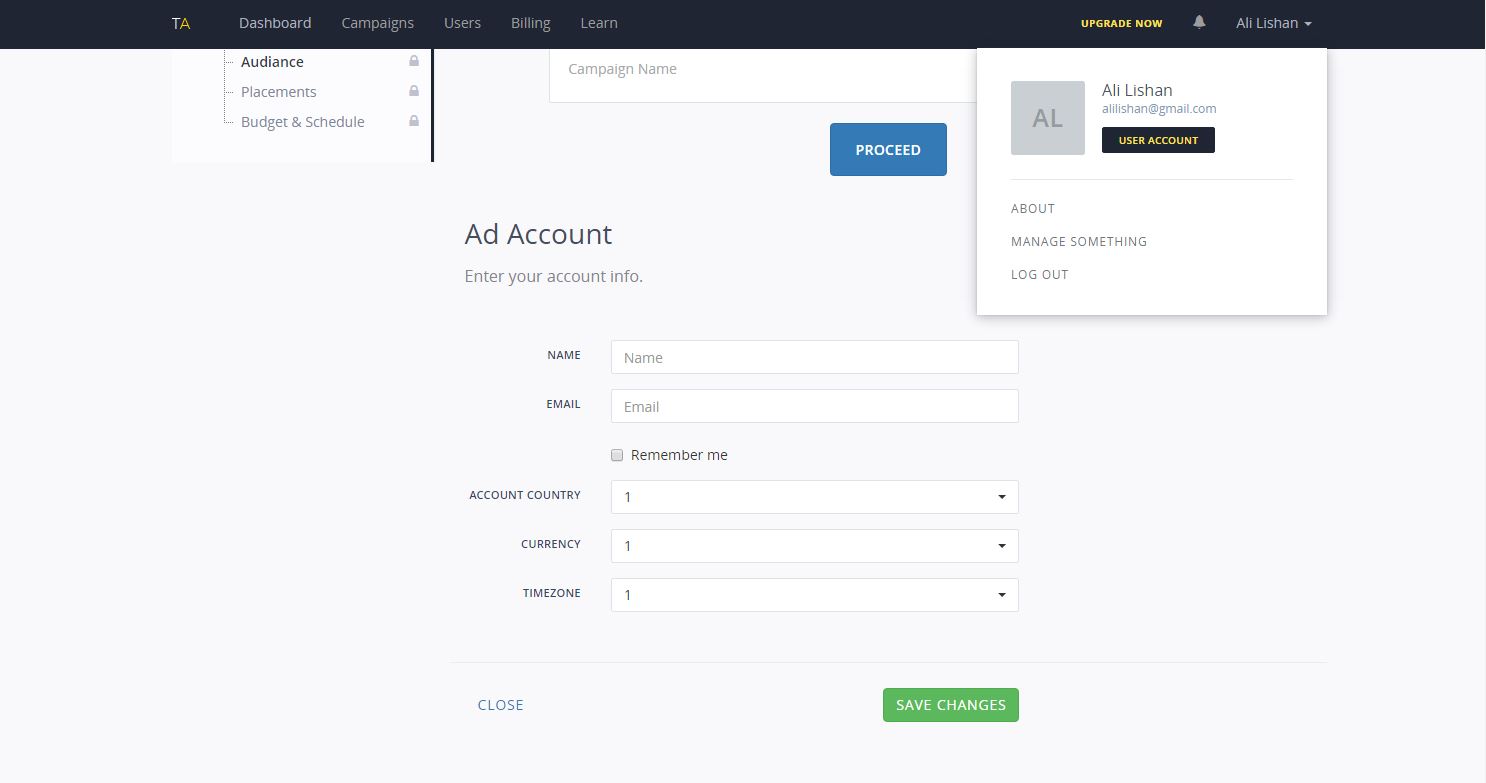 TA Dashboard Campaigns Users Billing Learn UPGRADE NOW Ali Lishan
Audiance
Placements
Budget & Schedule
Campaign Name
PROCEED
AL
Ali Lishan
alilishan@gmail.com
USER ACCOUNT
ABOUT
MANAGE SOMETHING
LOG OUT
Ad Account
Enter your account info.
NAME Name
EMAIL Email
Remember me
ACCOUNT COUNTRY 1
CURRENCY 1
TIMEZONE 1
CLOSE SAVE CHANGES